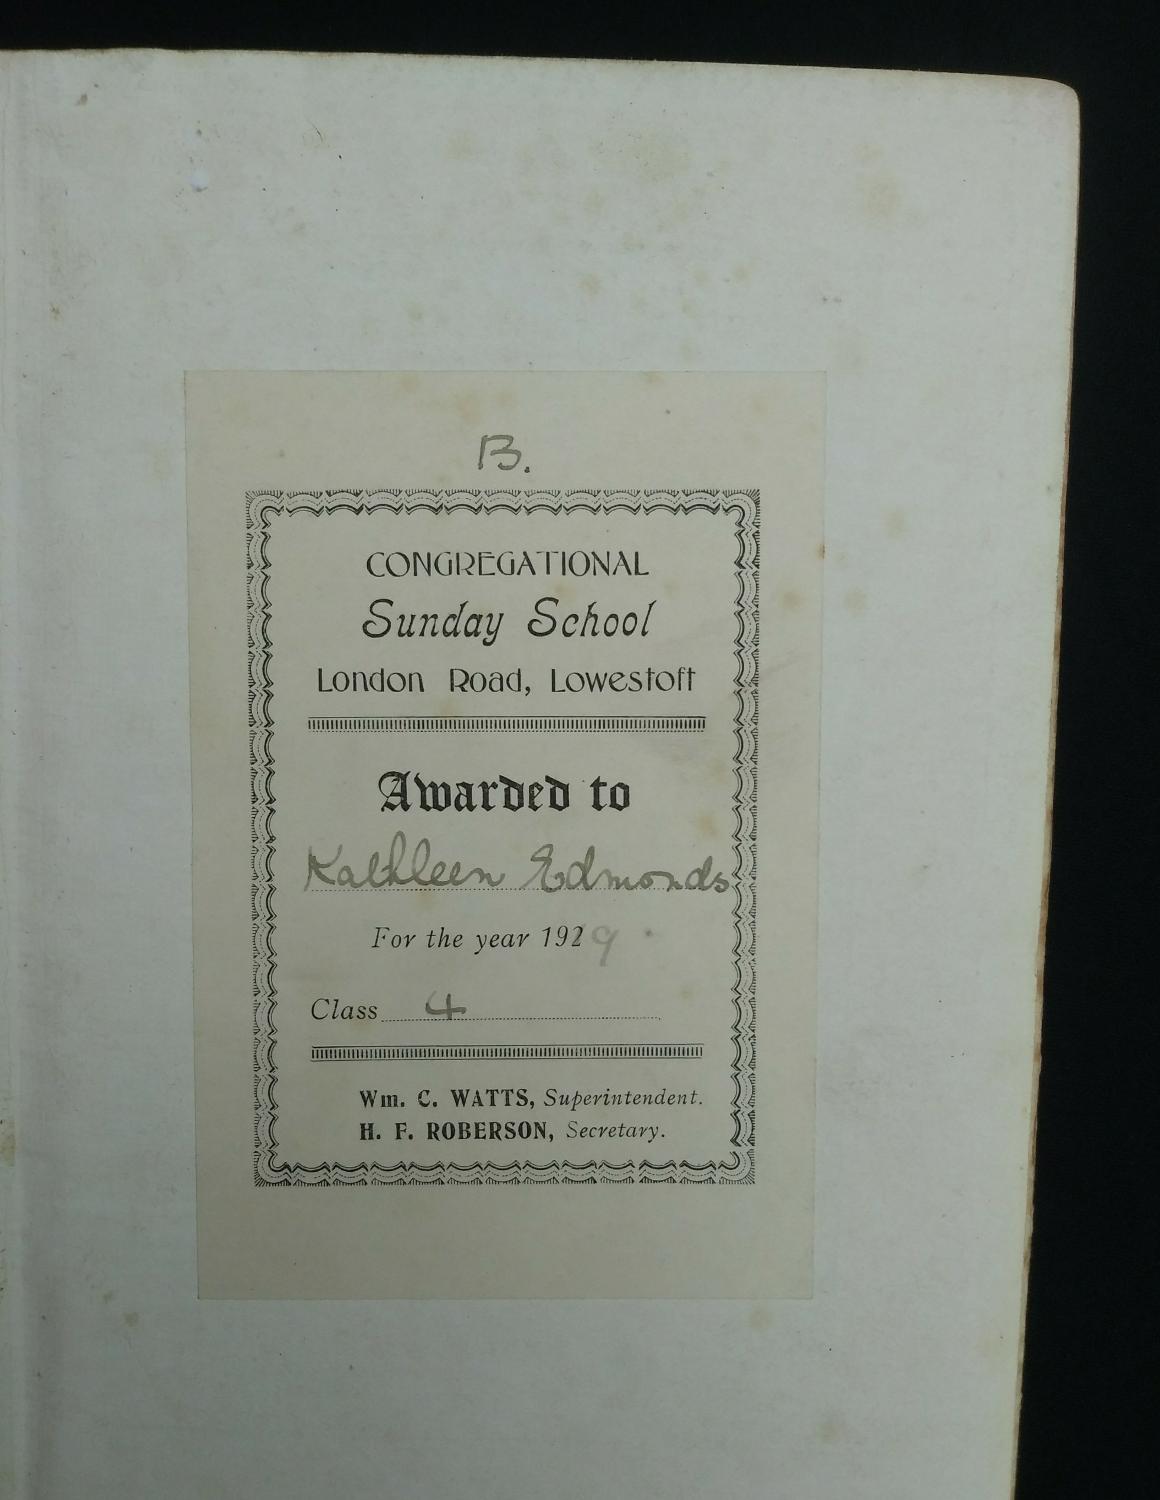 B.
CONGREGATIONAL
Sunday School
London Road, Lowestoft
Awarded to
Kathleen Edmonds
For the year 1929
Class 4
Wm. C. WATTS, Superintendent.
H. F. ROBERSON, Secretary.